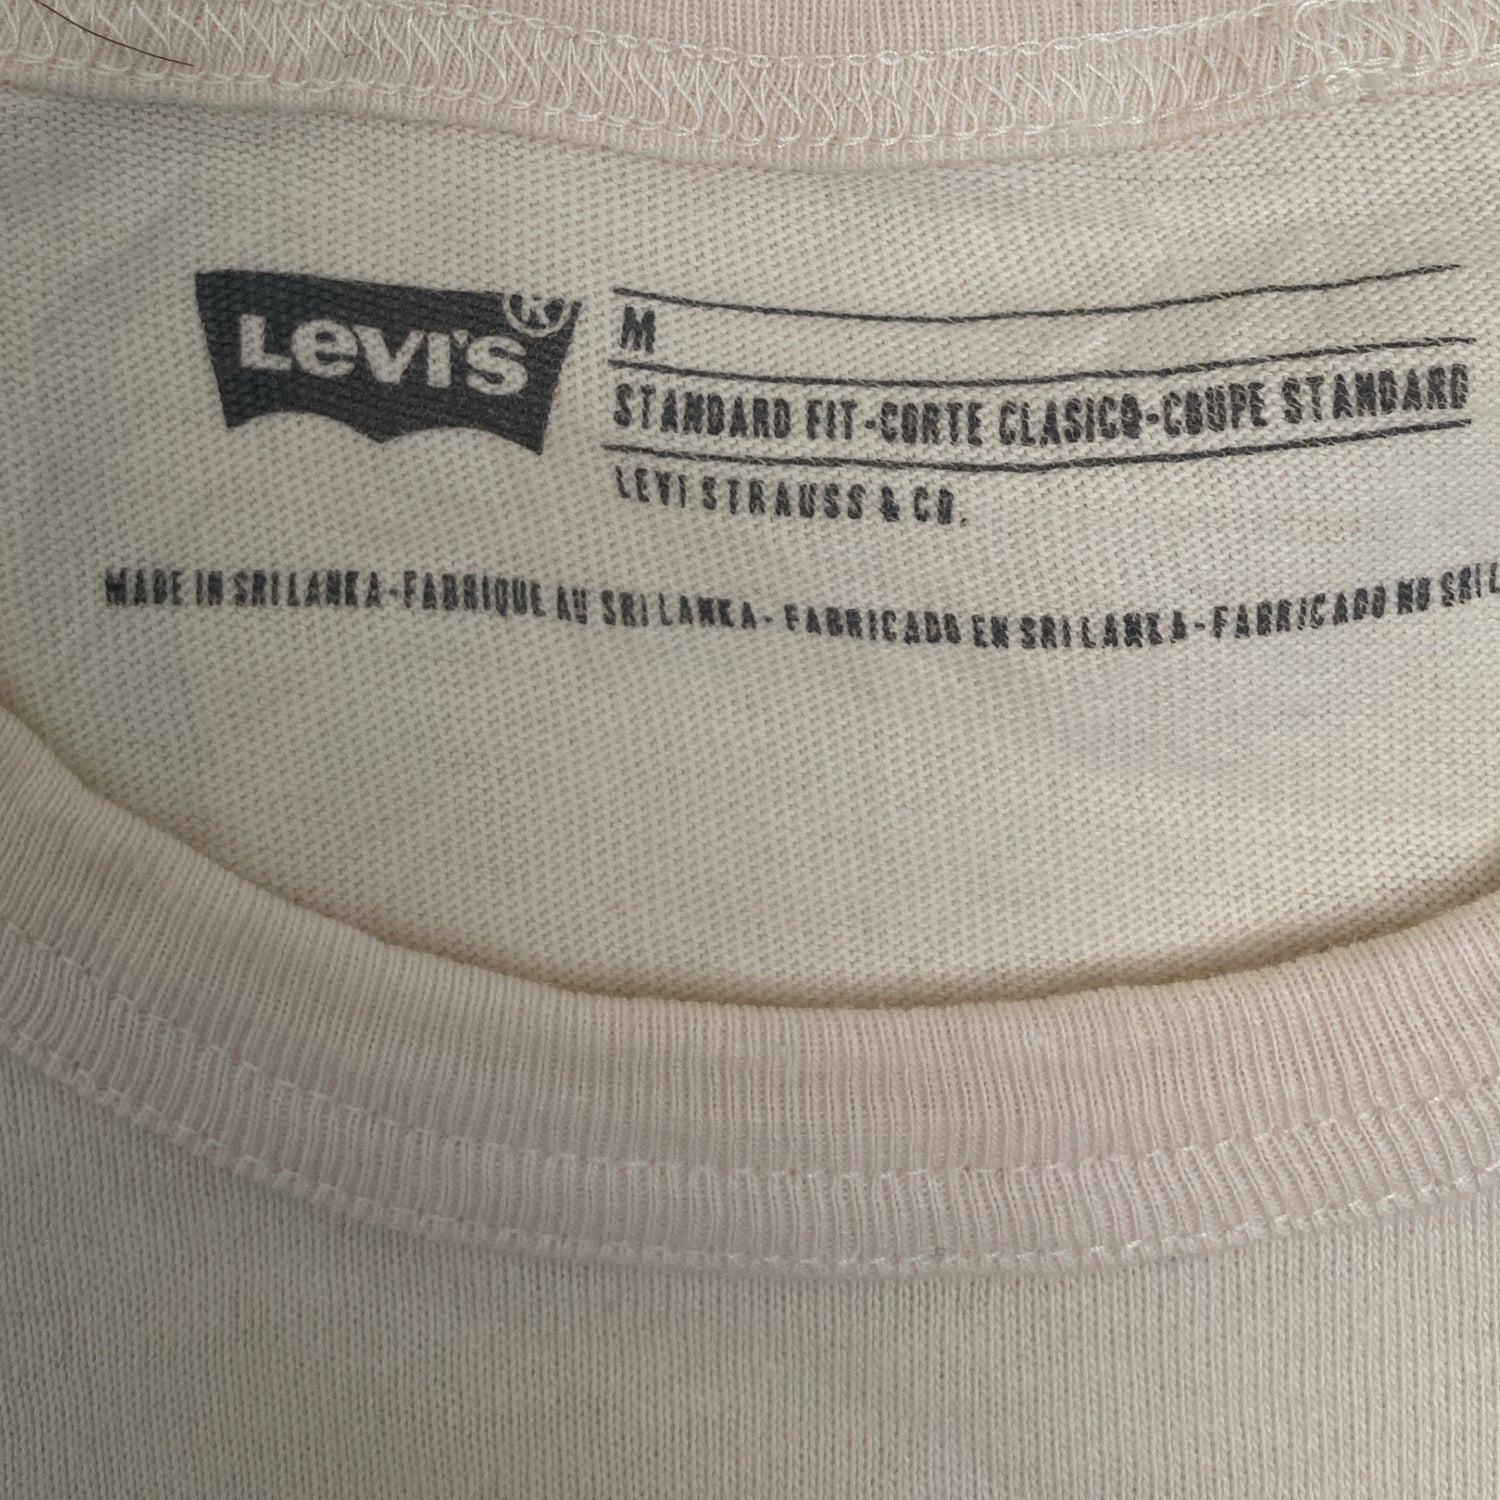 LEVI'S®
M
STANDARD FIT-CORTE CLASICO-COUPE STANDARD
LEVI STRAUSS & CO.
MADE IN SRI LANKA-FABRIQUE AU SRI LANKA- FABRICADO EN SRI LANKA-FABRICADO NO SRI L